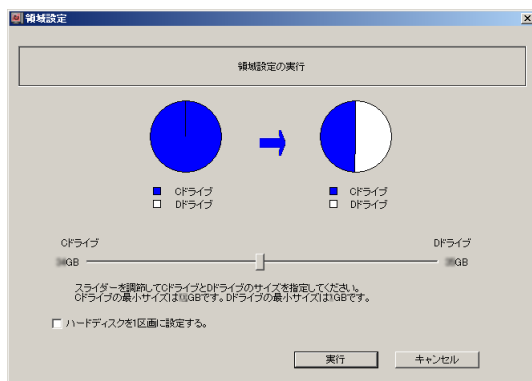 領域設定
領域設定の実行
Cドライブ
Dドライブ
Cドライブ
Dドライブ
Cドライブ
Dドライブ
GB
GB
スライダーを調節してCドライブとDドライブのサイズを指定してください。
Cドライブの最小サイズは GBです。Dドライブの最小サイズは1GBです。
ハードディスクを1区画に設定する。
実行
キャンセル